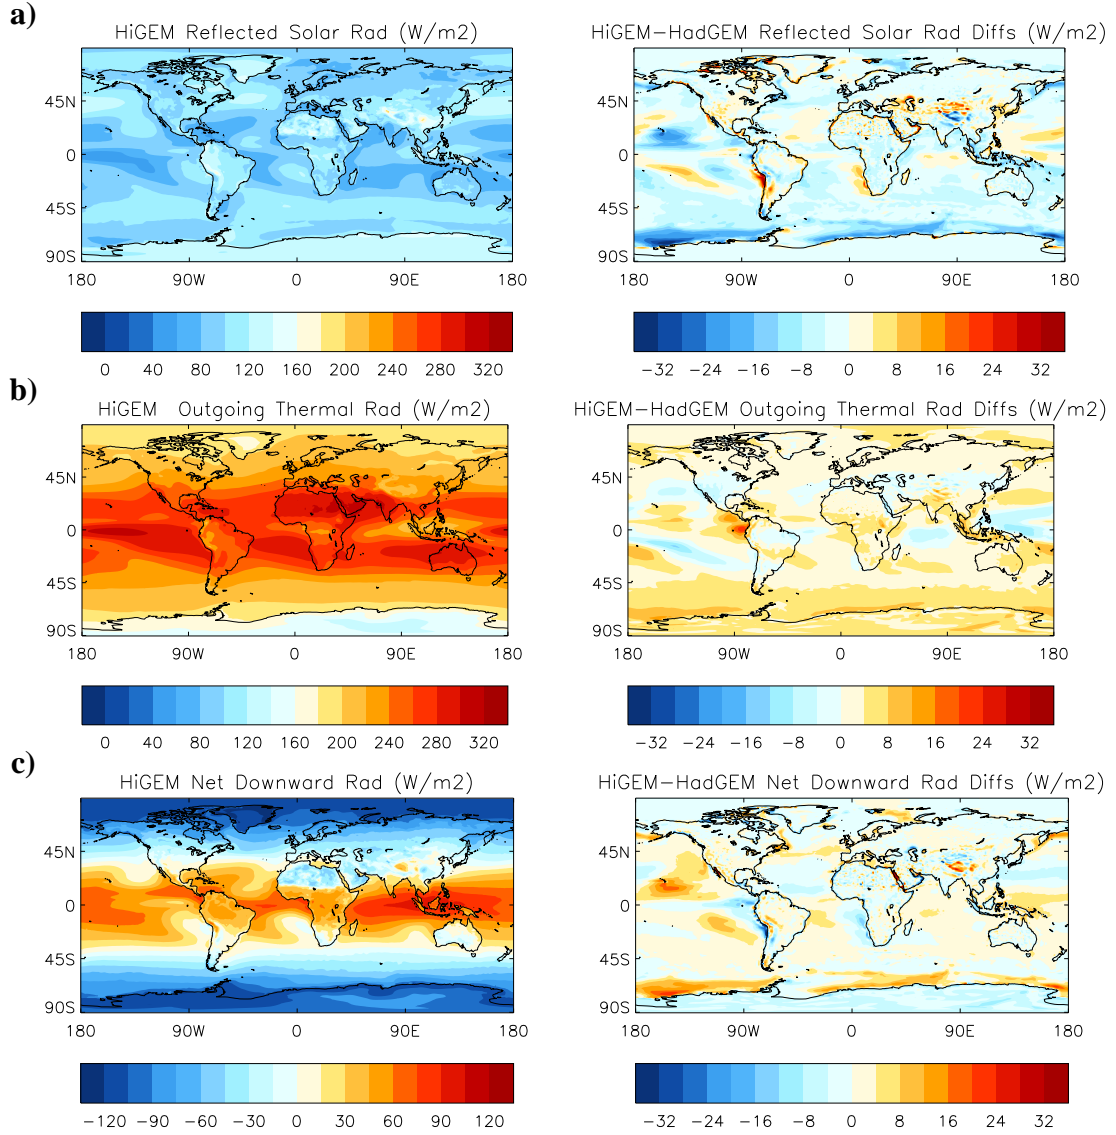 a)
HiGEM Reflected Solar Rad (W/m2)
HiGEM−HadGEM Reflected Solar Rad Diffs (W/m2)
45N
0
45S
90S
180 90W 0 90E 180
45N
0
45S
90S
180 90W 0 90E 180
0 40 80 120 160 200 240 280 320
−32 −24 −16 −8 0 8 16 24 32
b)
HiGEM  Outgoing Thermal Rad (W/m2)
HiGEM−HadGEM Outgoing Thermal Rad Diffs (W/m2)
45N
0
45S
90S
180 90W 0 90E 180
45N
0
45S
90S
180 90W 0 90E 180
0 40 80 120 160 200 240 280 320
−32 −24 −16 −8 0 8 16 24 32
c)
HiGEM Net Downward Rad (W/m2)
HiGEM−HadGEM Net Downward Rad Diffs (W/m2)
45N
0
45S
90S
180 90W 0 90E 180
45N
0
45S
90S
180 90W 0 90E 180
−120 −90 −60 −30 0 30 60 90 120
−32 −24 −16 −8 0 8 16 24 32